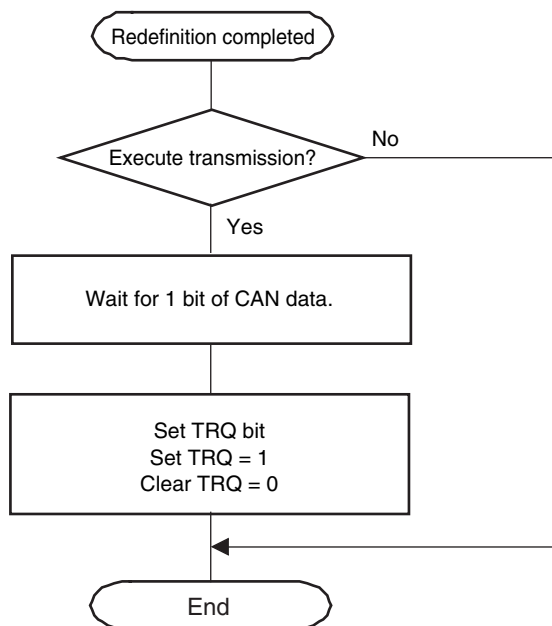 Redefinition completed
Execute transmission?
No
Yes
Wait for 1 bit of CAN data.
Set TRQ bit
Set TRQ = 1
Clear TRQ = 0
End